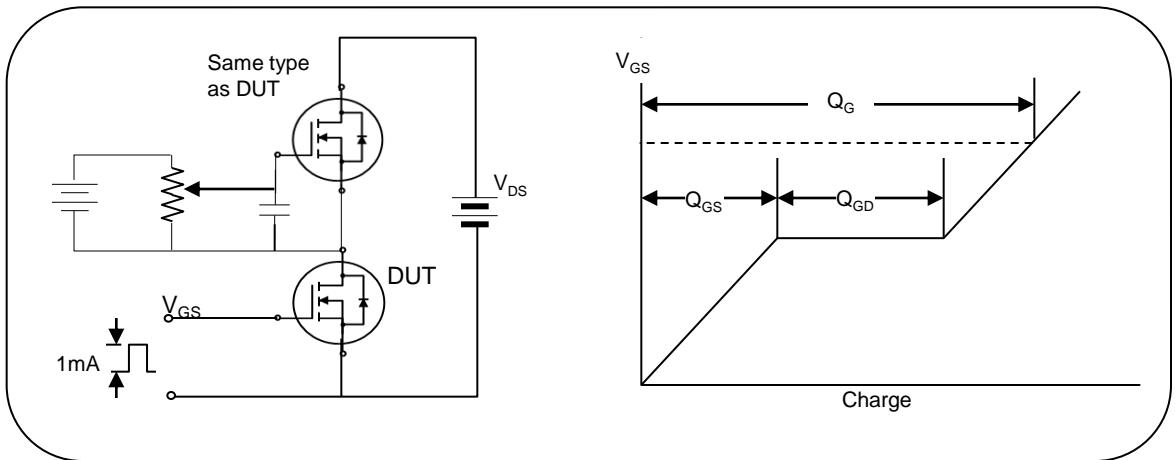 Same type
as DUT
V_DS
DUT
V_GS
1mA
V_GS
Q_G
Q_GS
Q_GD
Charge